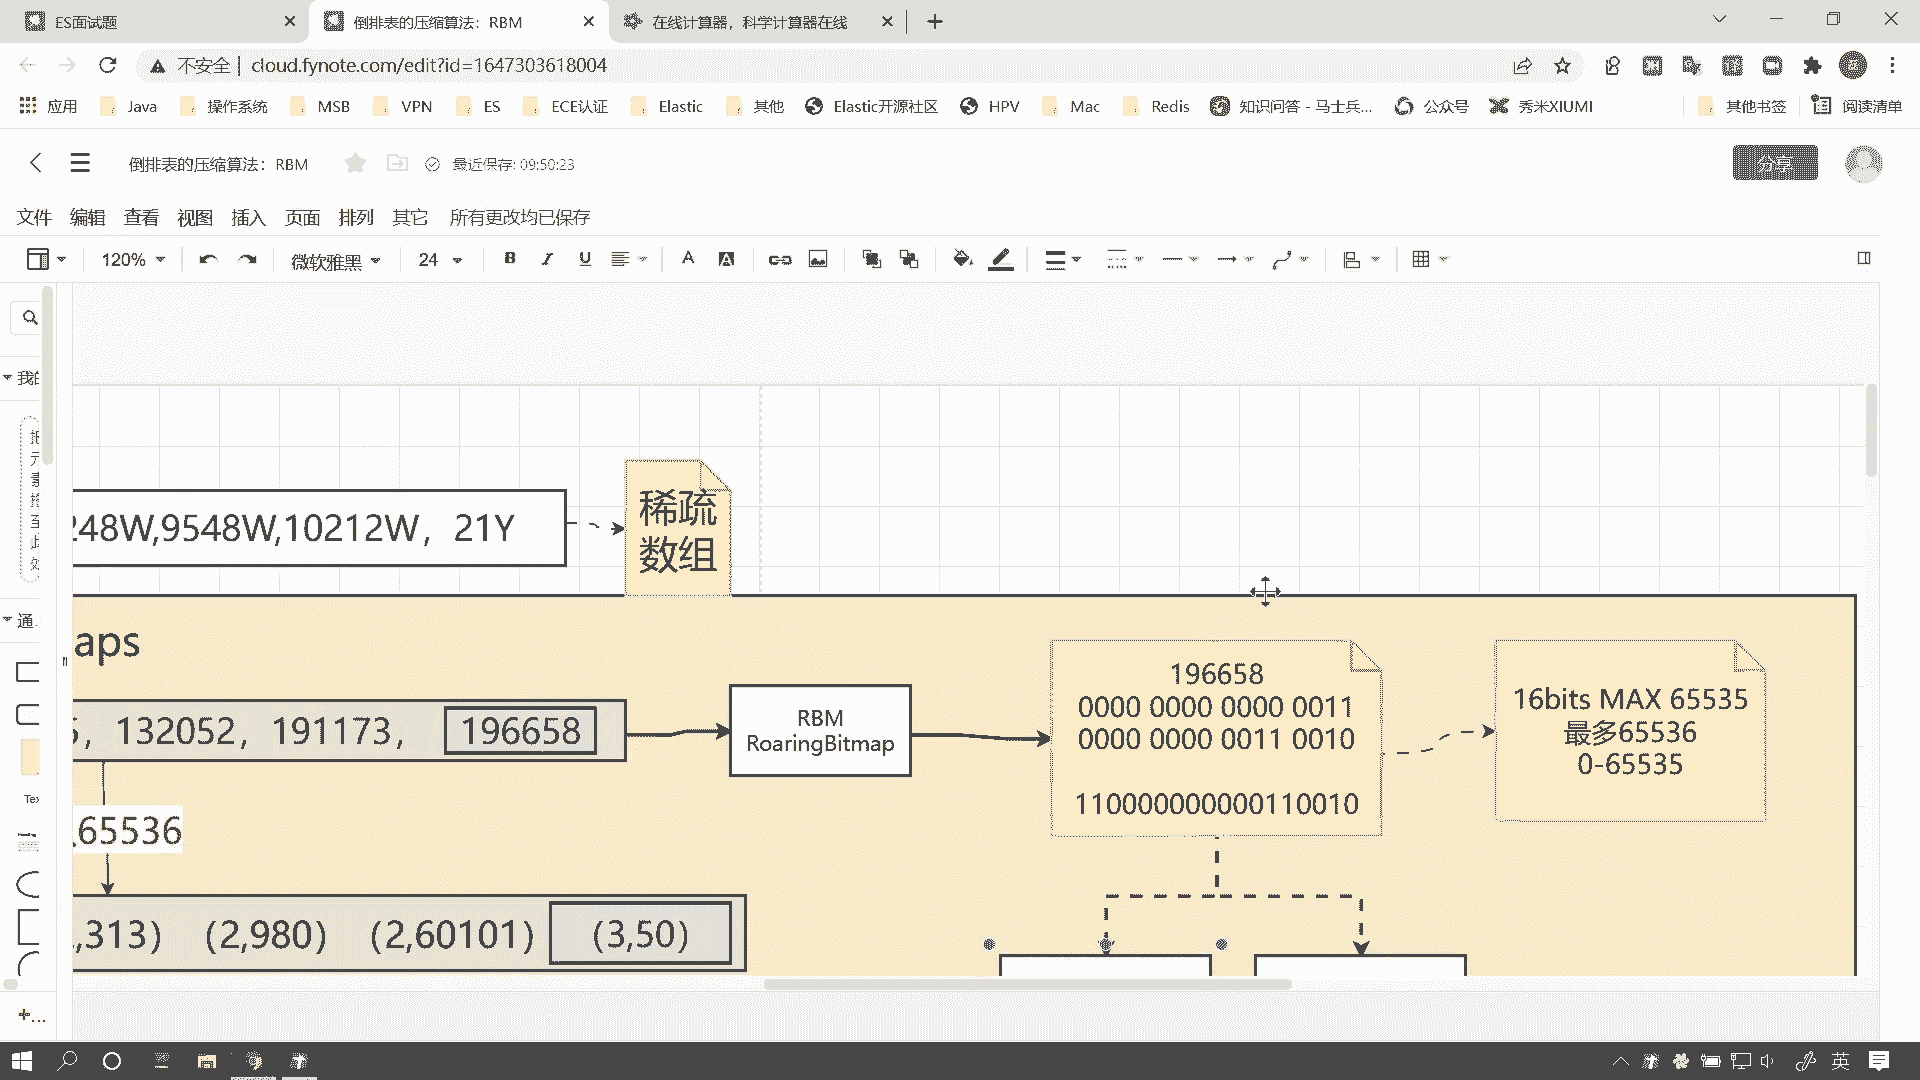 ES面试题
倒排表的压缩算法：RBM
在线计算器，科学计算器在线
不安全 | cloud.fynote.com/edit?id=1647303618004
应用 Java 操作系统 MSB VPN ES ECE认证 Elastic 其他 Elastic开源社区 HPV Mac Redis 知识问答 - 马士兵... 公众号 秀米XIUMI 其他书签 阅读清单
倒排表的压缩算法：RBM 最近保存: 09:50:23 分享
文件 编辑 查看 视图 插入 页面 排列 其它 所有更改均已保存
120% 微软雅黑 24
我的
通
Tex
248W,9548W,10212W，21Y
稀疏
数组
aps
5，132052，191173，196658
RBM
RoaringBitmap
196658
0000 0000 0000 0011
0000 0000 0011 0010
110000000000110010
16bits MAX 65535
最多65536
0-65535
65536
,313） （2,980） （2,60101） （3,50）
英